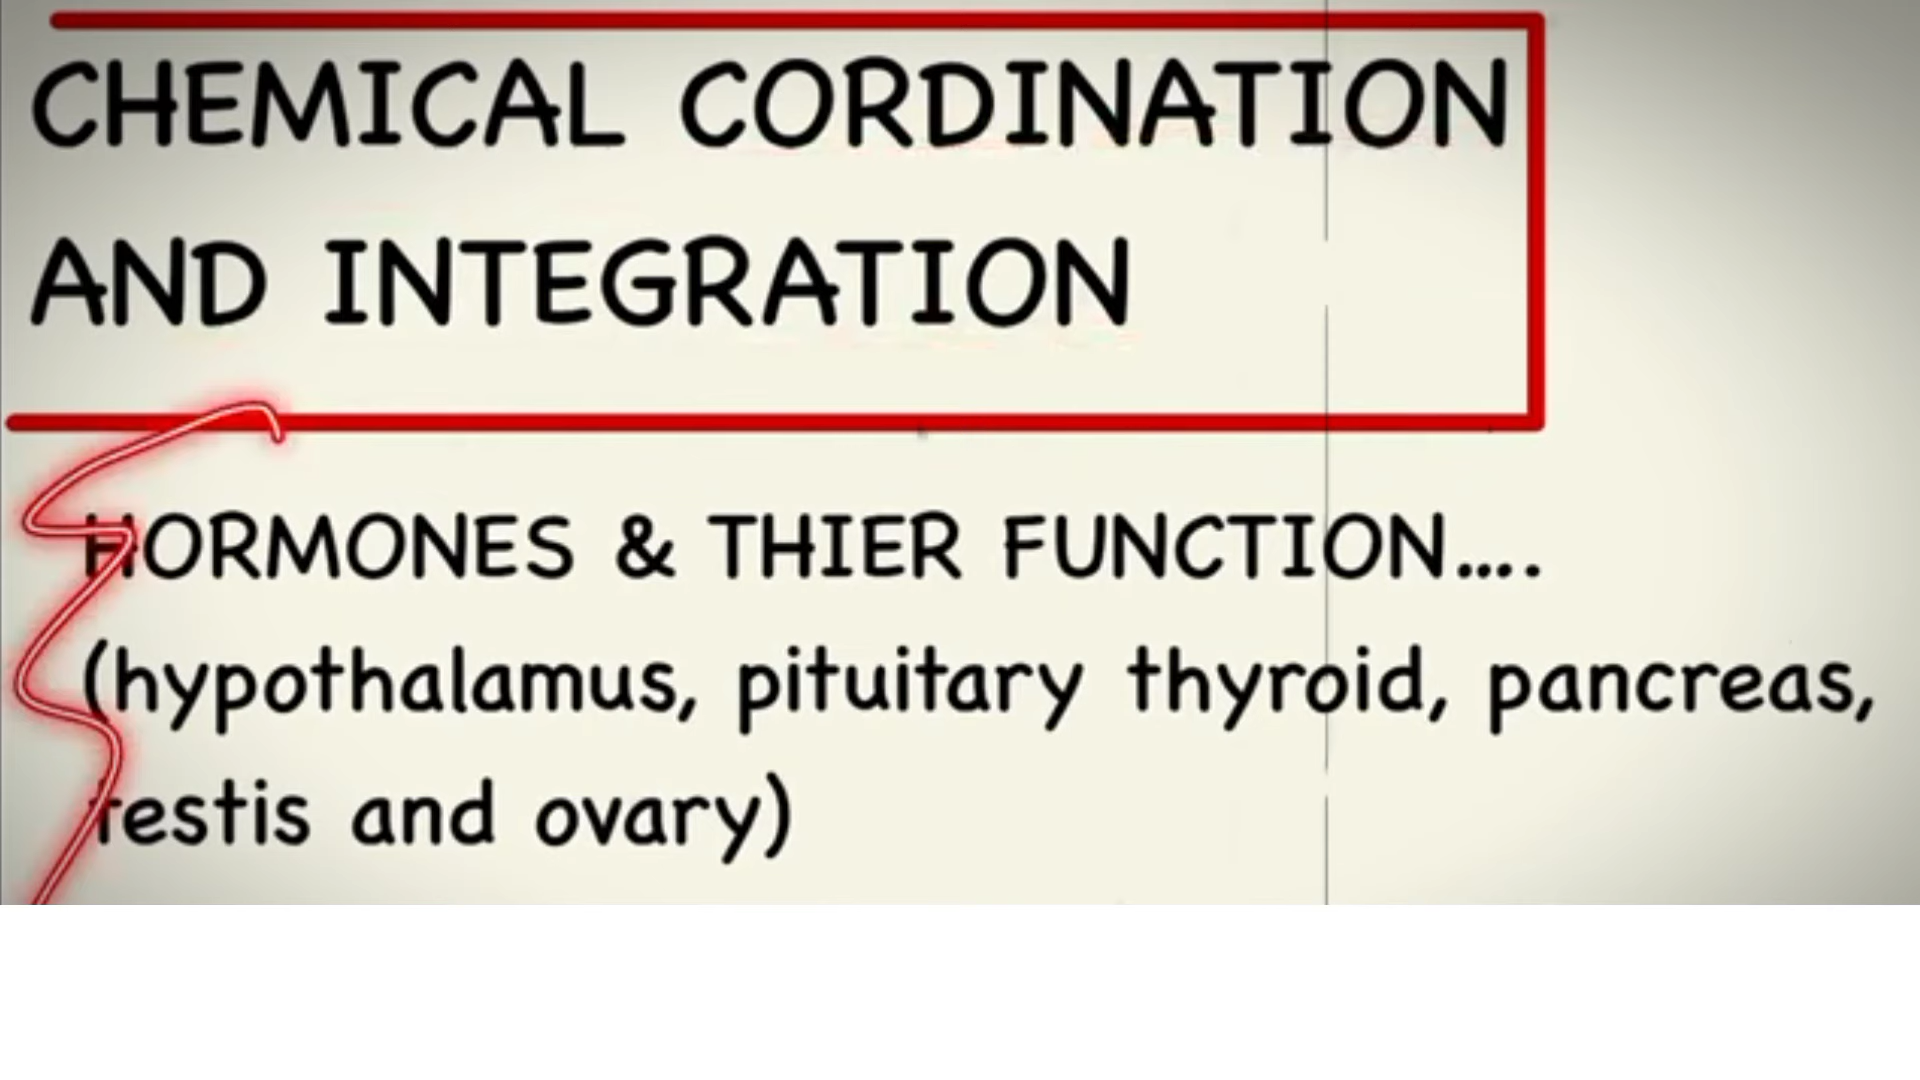 CHEMICAL CORDINATION
AND INTEGRATION
HORMONES & THIER FUNCTION....
(hypothalamus, pituitary thyroid, pancreas,
testis and ovary)